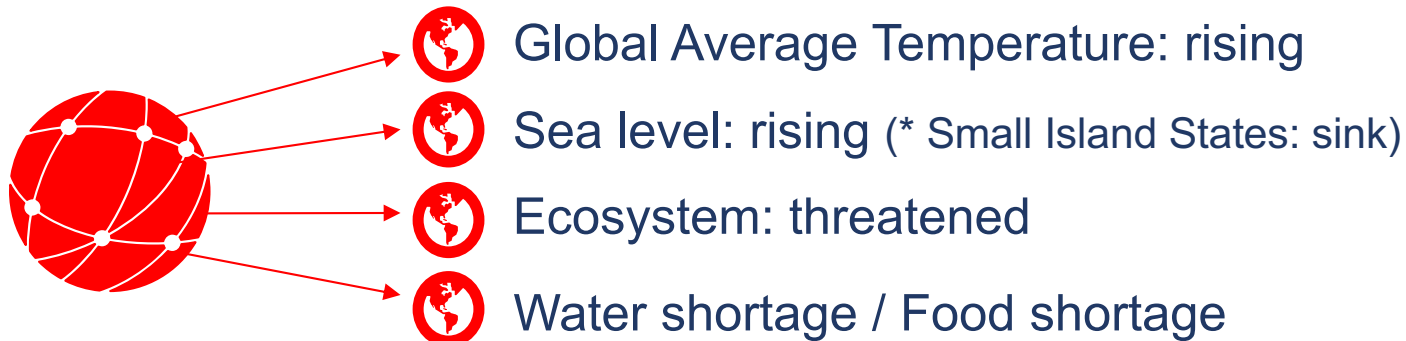 Global Average Temperature: rising
Sea level: rising (* Small Island States: sink)
Ecosystem: threatened
Water shortage / Food shortage